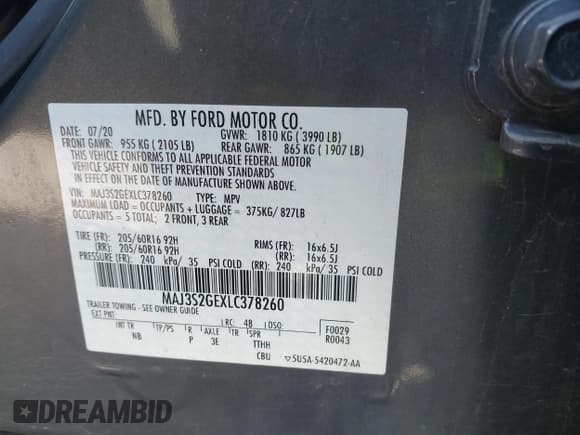 MFD. BY FORD MOTOR CO.
DATE: 07/20 GVWR: 1810 KG ( 3990 LB)
FRONT GAWR: 955 KG ( 2105 LB) REAR GAWR: 865 KG ( 1907 LB)
THIS VEHICLE CONFORMS TO ALL APPLICABLE FEDERAL MOTOR
VEHICLE SAFETY AND THEFT PREVENTION STANDARDS
IN EFFECT ON THE DATE OF MANUFACTURE SHOWN ABOVE.
VIN: MAJ3S2GEXLC378260 TYPE: MPV
MAXIMUM LOAD = OCCUPANTS + LUGGAGE = 375KG/ 827LB
OCCUPANTS = 5 TOTAL; 2 FRONT, 3 REAR
TIRE (FR): 205/60R16 92H RIMS (FR): 16x6.5J
(RR): 205/60R16 92H (RR): 16x6.5J
PRESSURE (FR) 240 kPa/ 35 PSI COLD (RR) 240 kPa/ 35 PSI COLD
MAJ3S2GEXLC378260
TRAILER TOWING - SEE OWNER GUIDE
EXT PNT: RC: 48 DSO: F0029
INT TR TP/PS R AXLE TR SPR R0043
NB P 3E TTHH
CBU 5U5A-5420472-AA
DREAMBID